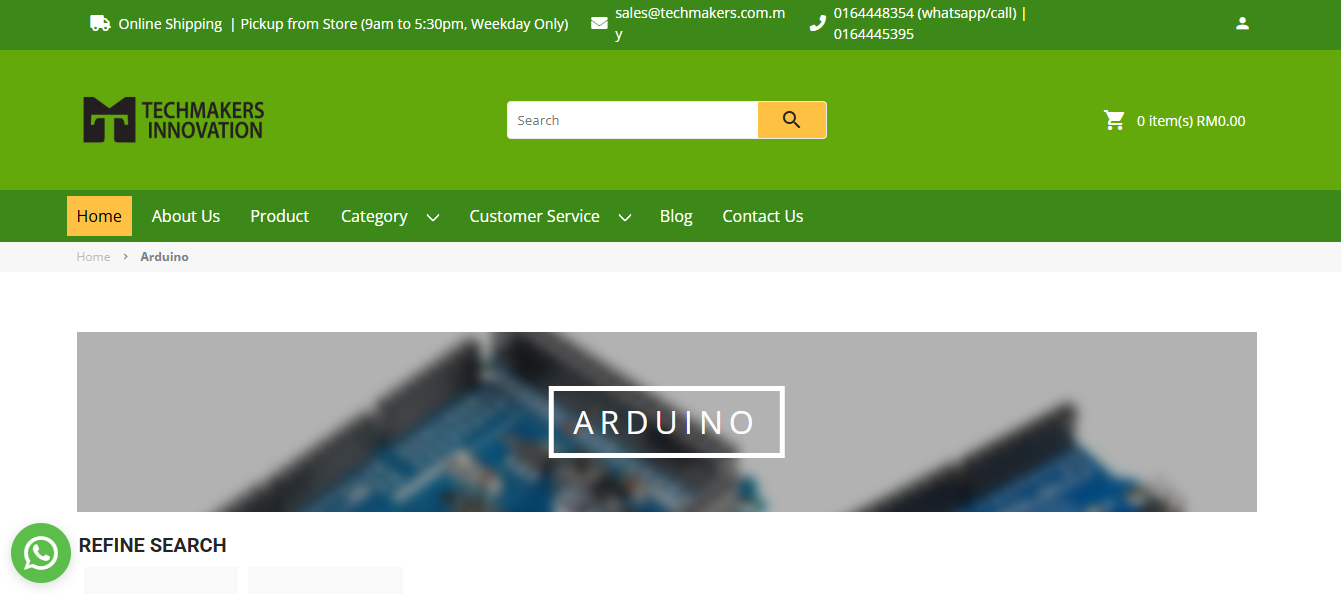 Online Shipping | Pickup from Store (9am to 5:30pm, Weekday Only)
sales@techmakers.com.m
y
0164448354 (whatsapp/call) |
0164445395
TECHMAKERS
INNOVATION
Search
0 item(s) RM0.00
Home About Us Product Category Customer Service Blog Contact Us
Home > Arduino
ARDUINO
REFINE SEARCH